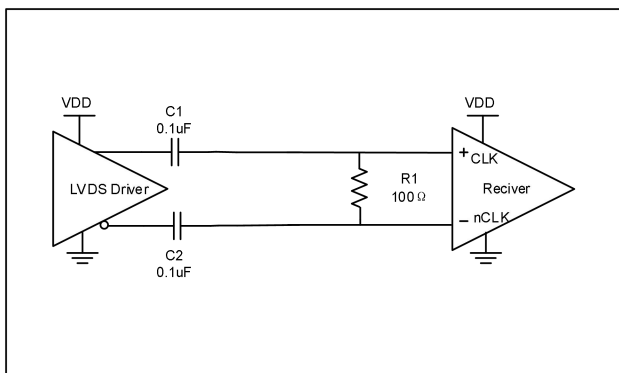 VDD
C1
0.1uF
LVDS Driver
C2
0.1uF
R1
100 Ω
VDD
+
CLK
Reciver
− nCLK